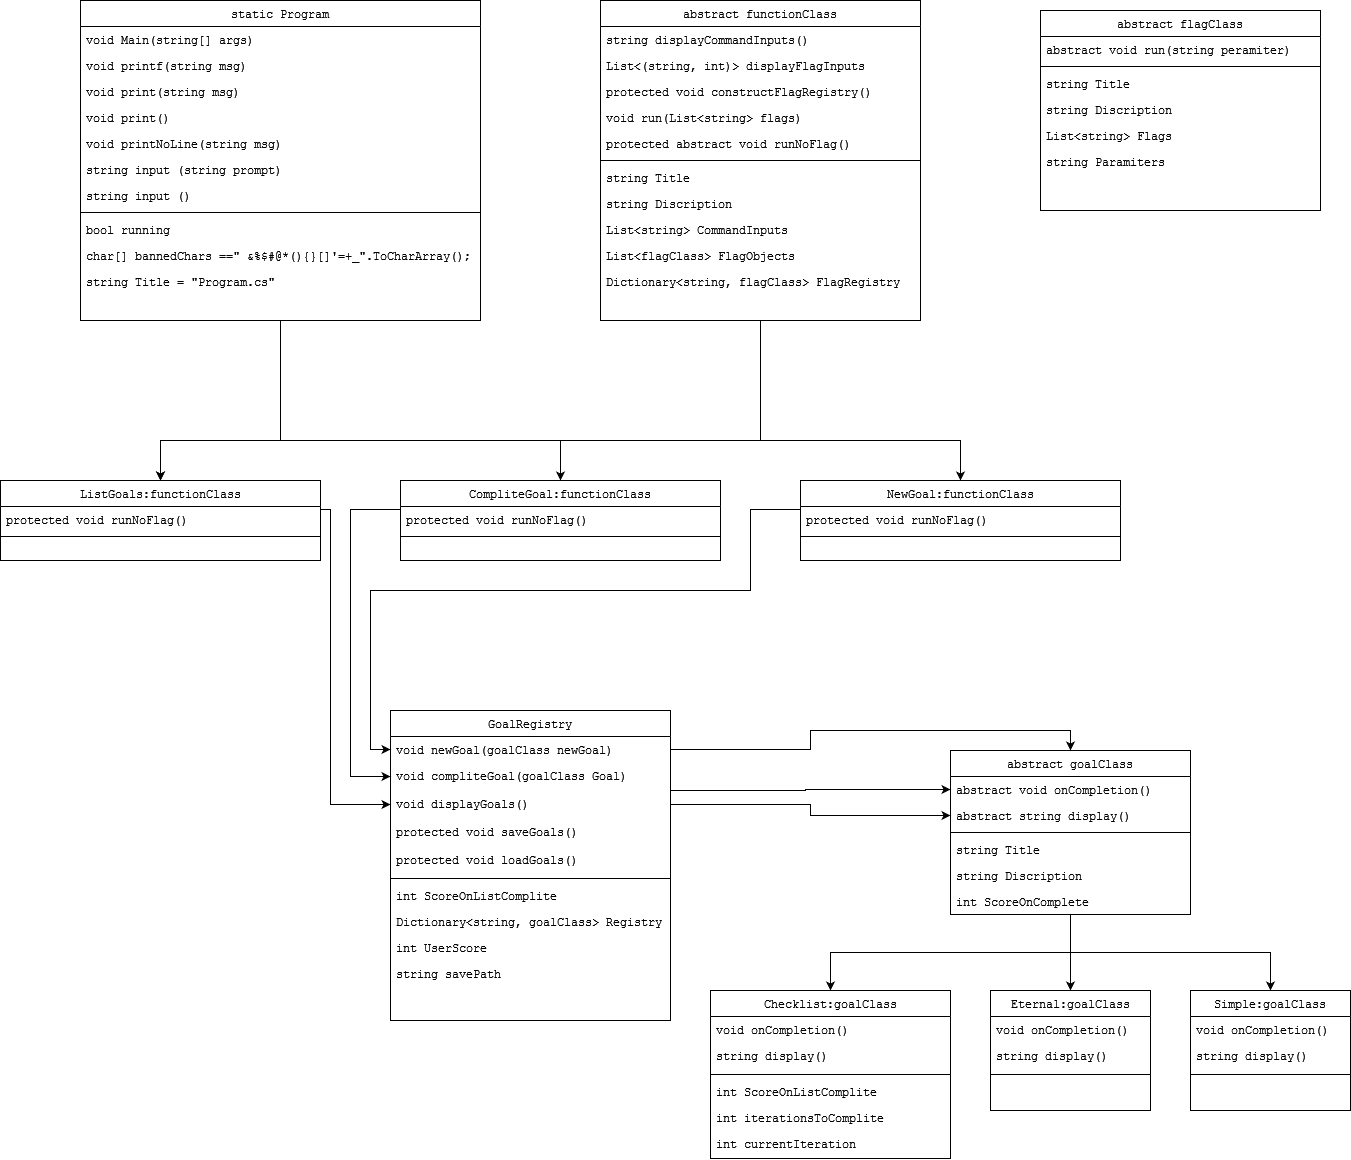 static Program
void Main(string[] args)
void printf(string msg)
void print(string msg)
void print()
void printNoLine(string msg)
string input (string prompt)
string input ()
bool running
char[] bannedChars ==" &%$#@*(){}[]'=+_".ToCharArray();
string Title = "Program.cs"
abstract functionClass
string displayCommandInputs()
List<(string, int)> displayFlagInputs
protected void constructFlagRegistry()
void run(List<string> flags)
protected abstract void runNoFlag()
string Title
string Discription
List<string> CommandInputs
List<flagClass> FlagObjects
Dictionary<string, flagClass> FlagRegistry
abstract flagClass
abstract void run(string peramiter)
string Title
string Discription
List<string> Flags
string Paramiters
ListGoals:functionClass
protected void runNoFlag()
CompliteGoal:functionClass
protected void runNoFlag()
NewGoal:functionClass
protected void runNoFlag()
GoalRegistry
void newGoal(goalClass newGoal)
void compliteGoal(goalClass Goal)
void displayGoals()
protected void saveGoals()
protected void loadGoals()
int ScoreOnListComplite
Dictionary<string, goalClass> Registry
int UserScore
string savePath
abstract goalClass
abstract void onCompletion()
abstract string display()
string Title
string Discription
int ScoreOnComplete
Checklist:goalClass
void onCompletion()
string display()
int ScoreOnListComplite
int iterationsToComplite
int currentIteration
Eternal:goalClass
void onCompletion()
string display()
Simple:goalClass
void onCompletion()
string display()